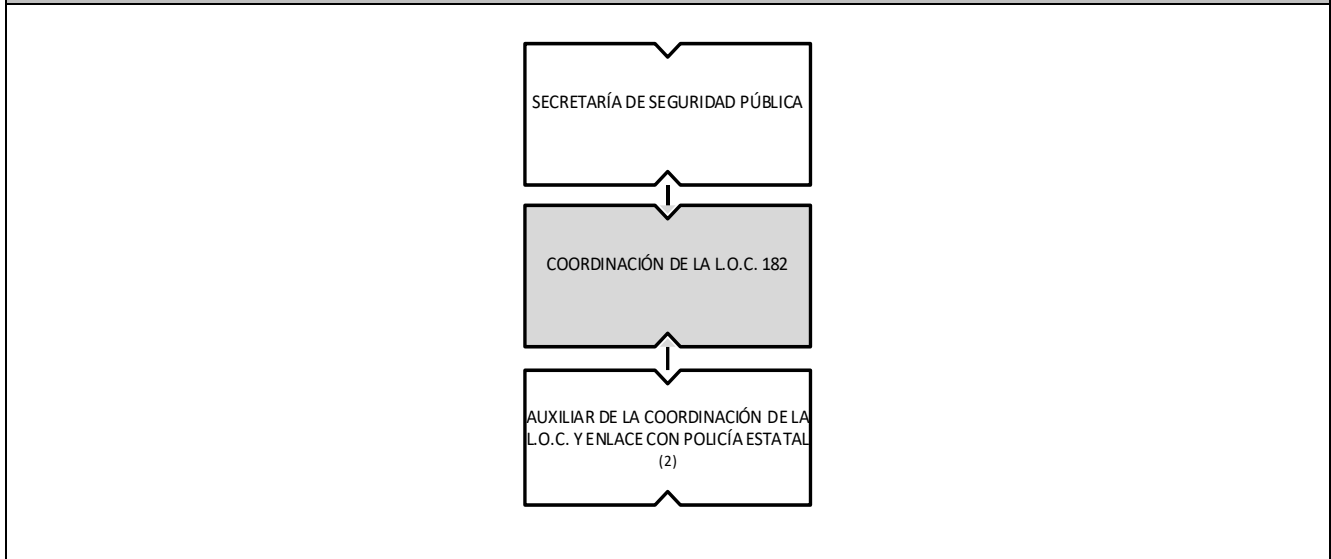 SECRETARÍA DE SEGURIDAD PÚBLICA
COORDINACIÓN DE LA L.O.C. 182
AUXILIAR DE LA COORDINACIÓN DE LA
L.O.C. Y ENLACE CON POLICÍA ESTATAL
(2)